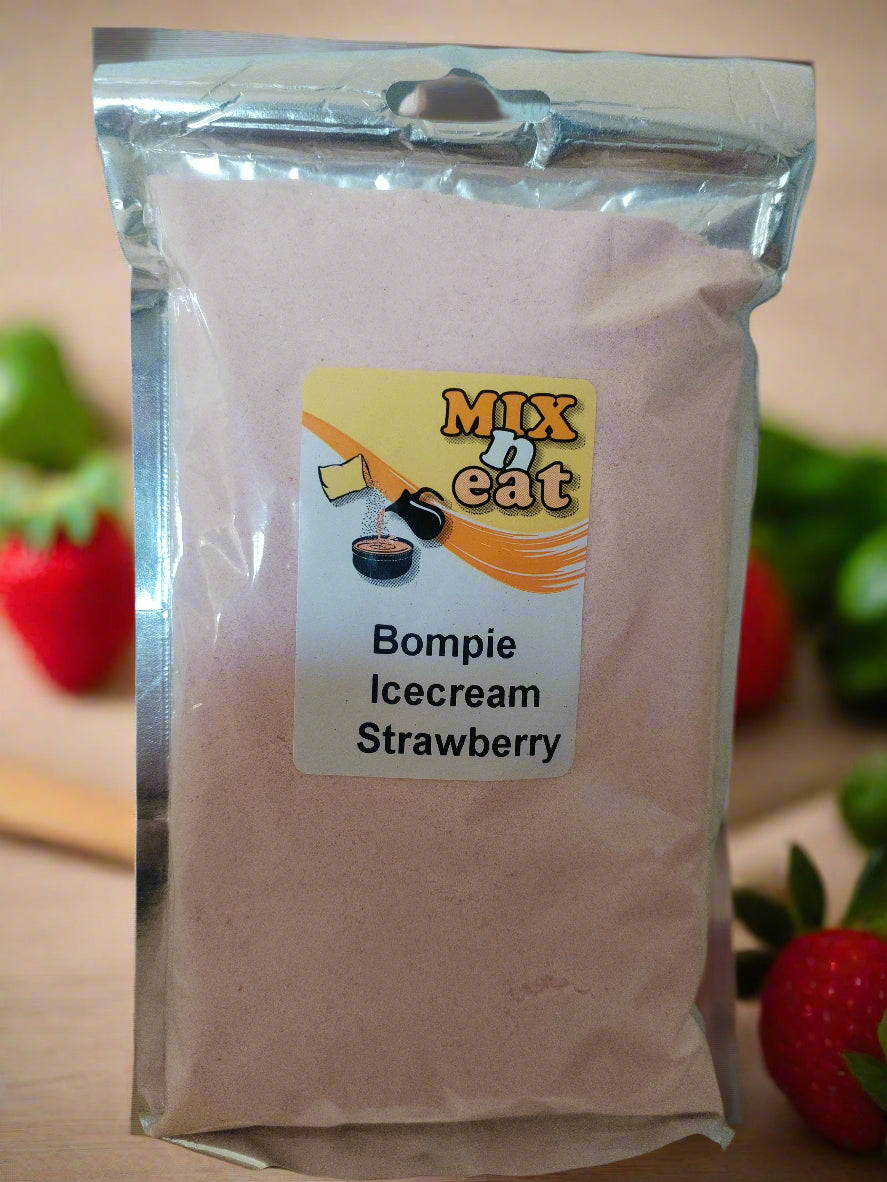 MIX
n
eat
Bompie
Icecream
Strawberry